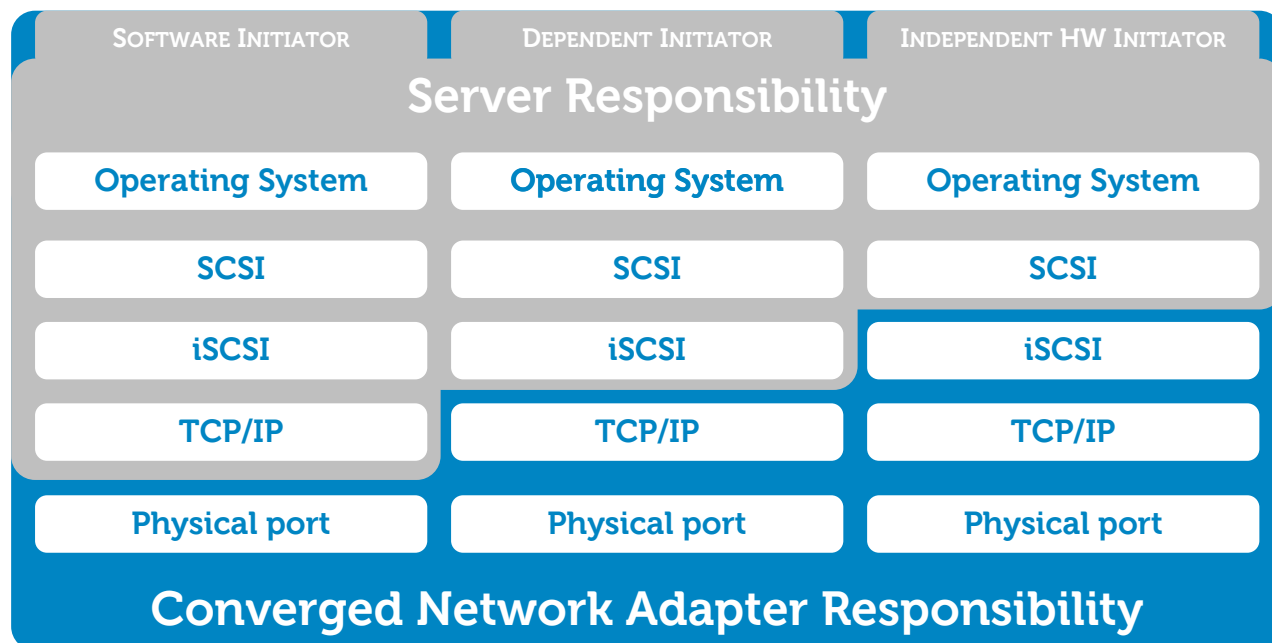 Software Initiator
Dependent Initiator
Independent HW Initiator
Server Responsibility
Operating System
Operating System
Operating System
SCSI
SCSI
SCSI
iSCSI
iSCSI
iSCSI
TCP/IP
TCP/IP
TCP/IP
Physical port
Physical port
Physical port
Converged Network Adapter Responsibility